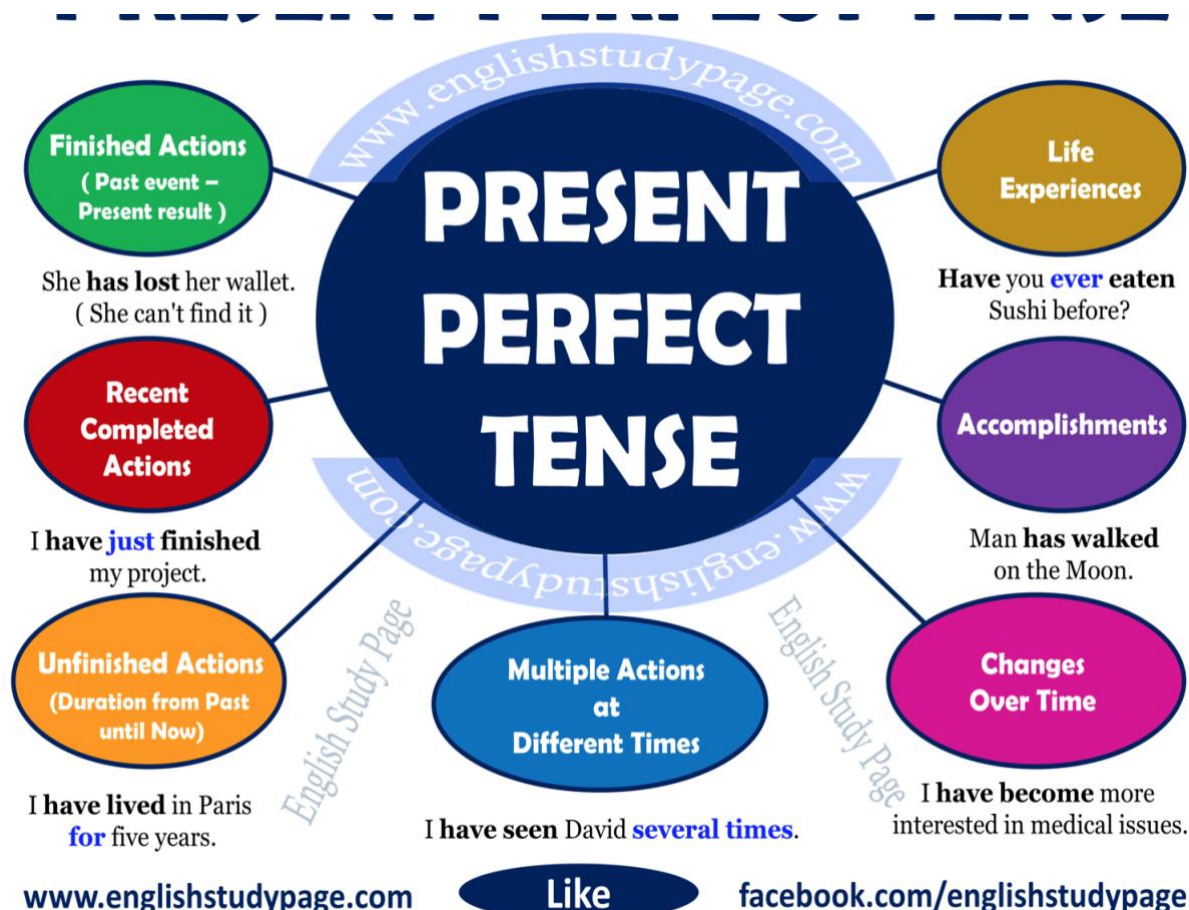 PRESENT PERFECT TENSE
www.englishstudypage.com
PRESENT
PERFECT
TENSE
www.englishstudypage.com
Finished Actions
( Past event –
Present result )
She has lost her wallet.
( She can't find it )
Recent
Completed
Actions
I have just finished
my project.
Unfinished Actions
(Duration from Past
until Now)
I have lived in Paris
for five years.
English Study Page
Multiple Actions
at
Different Times
I have seen David several times.
English Study Page
Life
Experiences
Have you ever eaten
Sushi before?
Accomplishments
Man has walked
on the Moon.
Changes
Over Time
I have become more
interested in medical issues.
www.englishstudypage.com
Like
facebook.com/englishstudypage